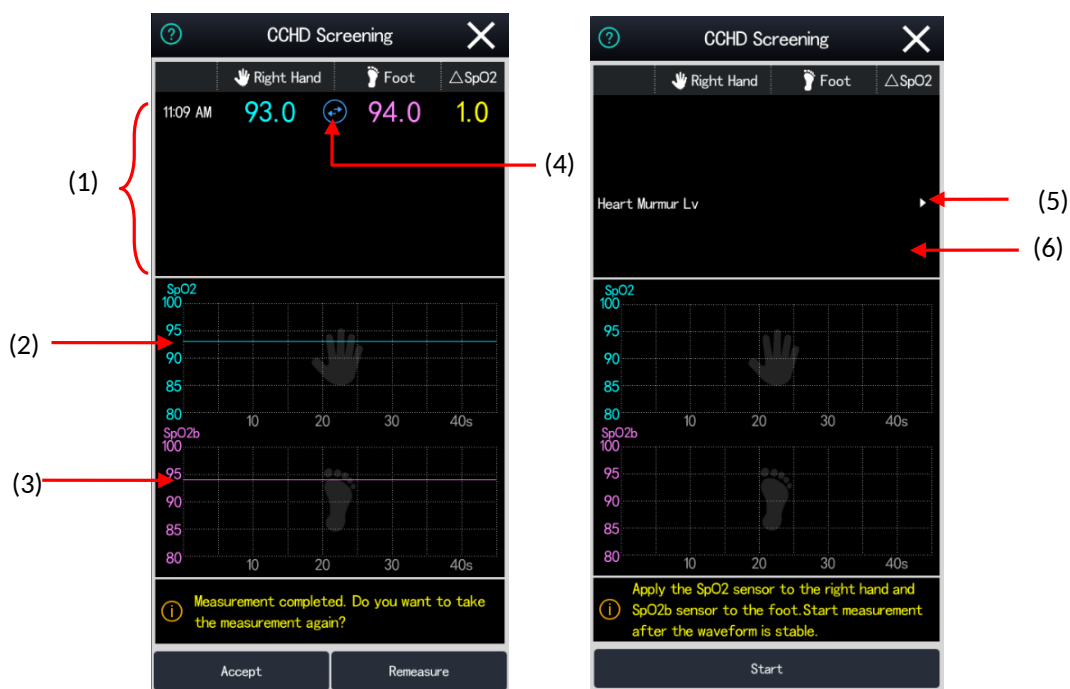 ?
CCHD Screening
Right Hand Foot △SpO2
11:09 AM 93.0 94.0 1.0
(1)
(4)
SpO2
100
95
(2)
90
85
80
10 20 30 40s
SpO2b
100
95
(3)
90
85
80
10 20 30 40s
Measurement completed. Do you want to take
the measurement again?
Accept Remeasure
?
CCHD Screening
Right Hand Foot △SpO2
Heart Murmur Lv
(5)
(6)
SpO2
100
95
90
85
80
10 20 30 40s
SpO2b
100
95
90
85
80
10 20 30 40s
Apply the SpO2 sensor to the right hand and
SpO2b sensor to the foot.Start measurement
after the waveform is stable.
Start